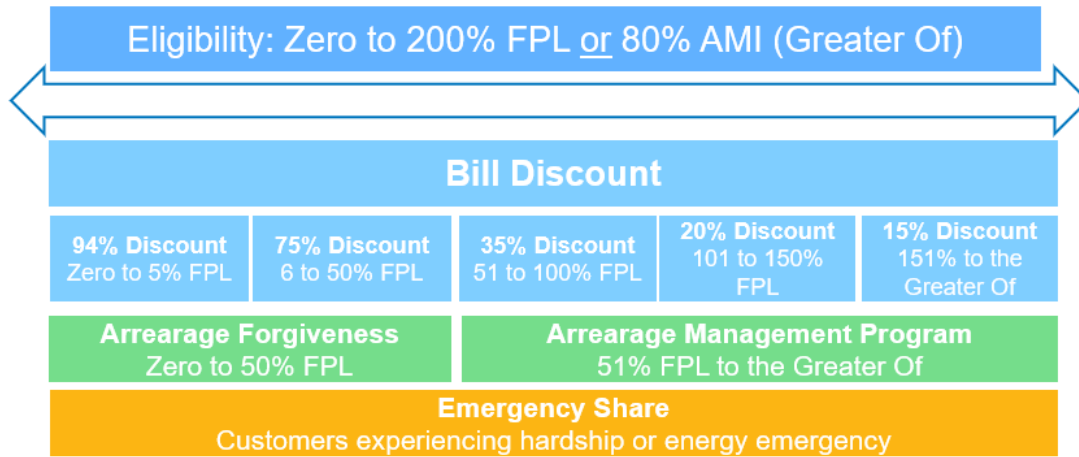 Eligibility: Zero to 200% FPL or 80% AMI (Greater Of)
Bill Discount
94% Discount
Zero to 5% FPL
75% Discount
6 to 50% FPL
35% Discount
51 to 100% FPL
20% Discount
101 to 150%
FPL
15% Discount
151% to the
Greater Of
Arrearage Forgiveness
Zero to 50% FPL
Arrearage Management Program
51% FPL to the Greater Of
Emergency Share
Customers experiencing hardship or energy emergency